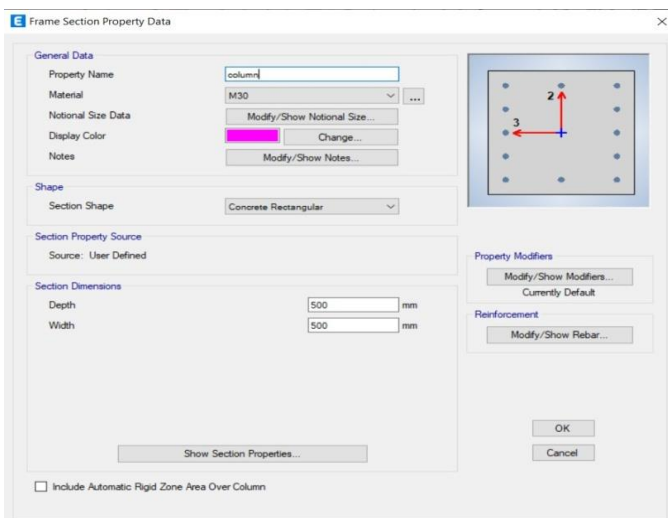 E Frame Section Property Data
General Data
Property Name column
Material M30 ...
Notional Size Data Modify/Show Notional Size...
Display Color Change...
Notes Modify/Show Notes...
Shape
Section Shape Concrete Rectangular
Section Property Source
Source: User Defined
Section Dimensions
Depth 500 mm
Width 500 mm
Show Section Properties...
Include Automatic Rigid Zone Area Over Column
2
3
Property Modifiers
Modify/Show Modifiers...
Currently Default
Reinforcement
Modify/Show Rebar...
OK
Cancel